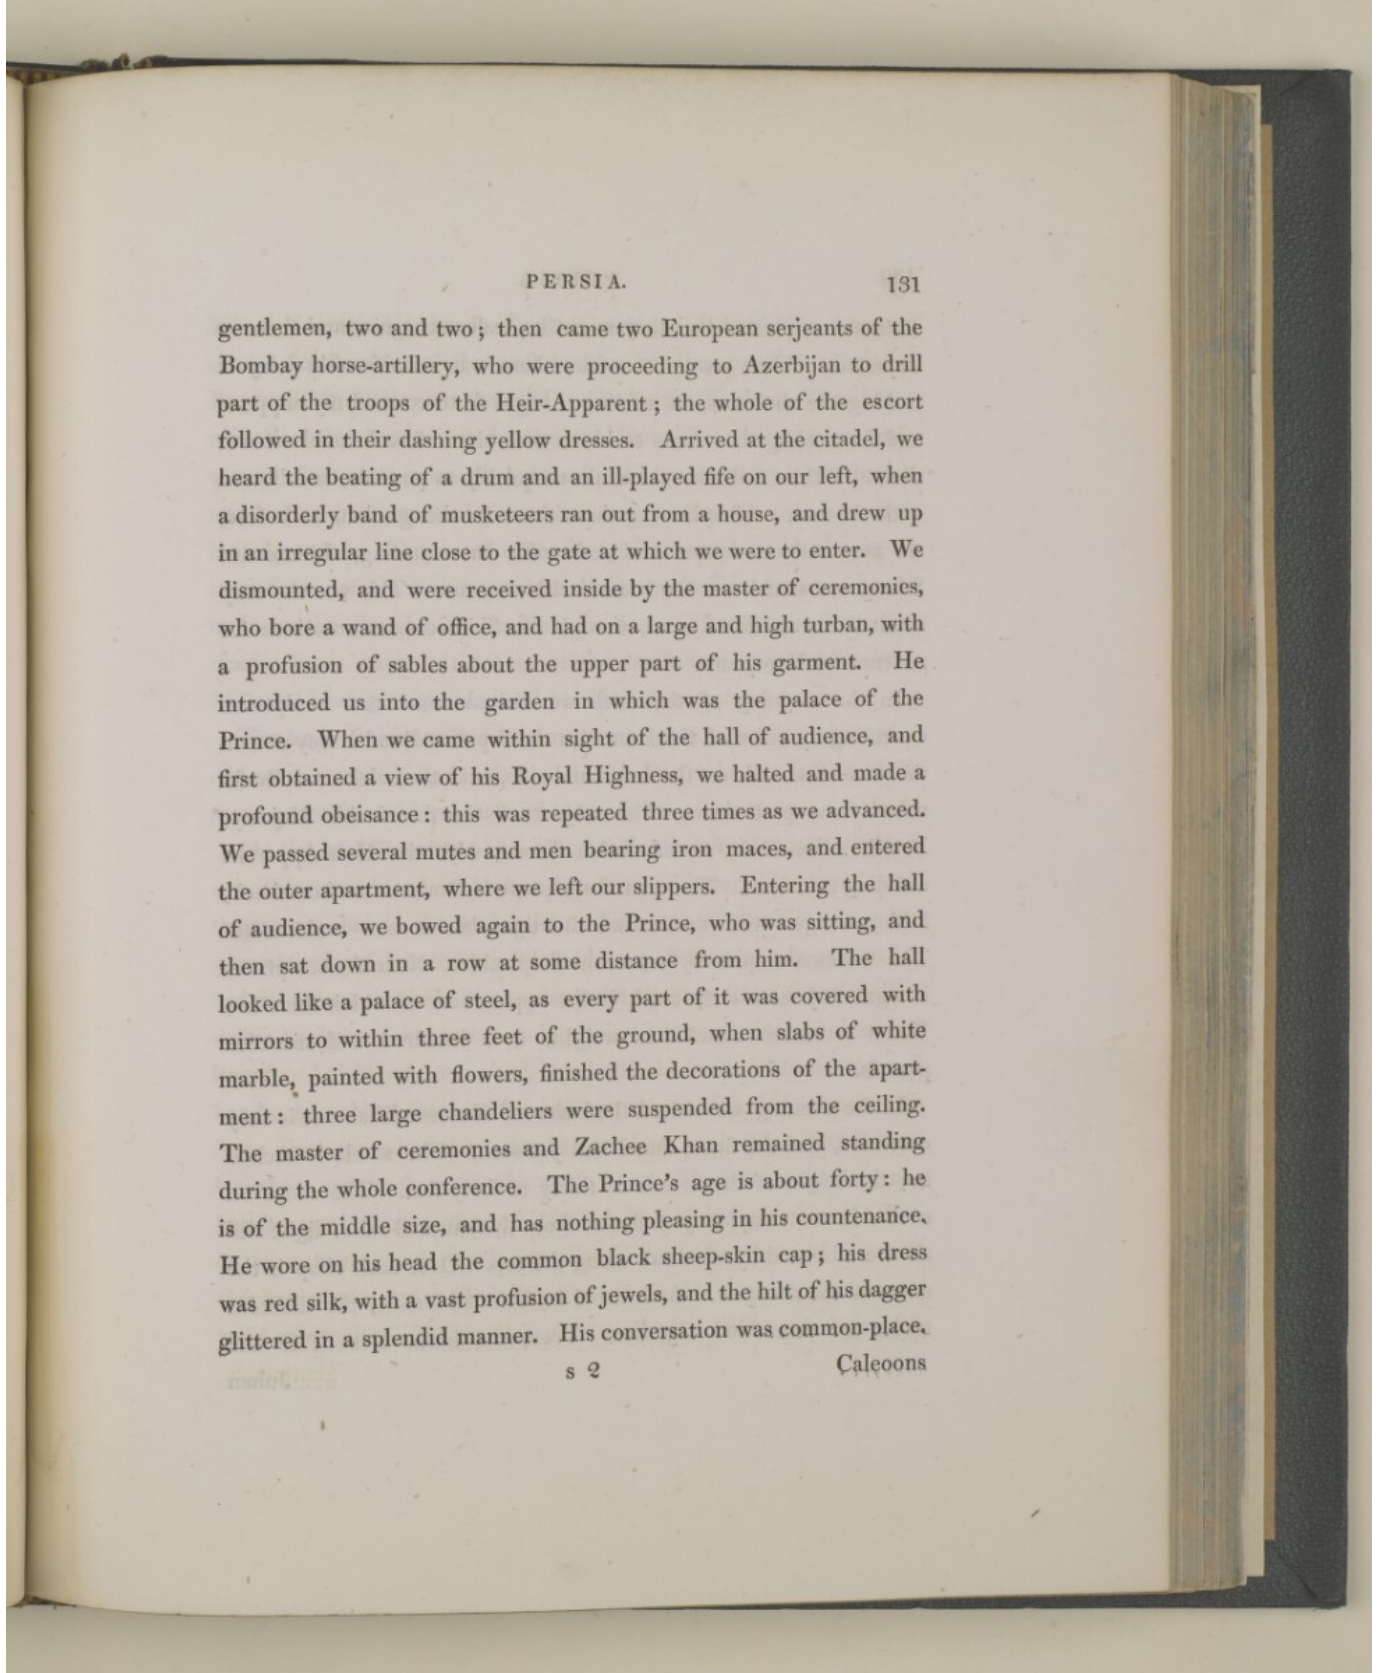 PERSIA. 131
gentlemen, two and two; then came two European serjeants of the
Bombay horse-artillery, who were proceeding to Azerbijan to drill
part of the troops of the Heir-Apparent; the whole of the escort
followed in their dashing yellow dresses. Arrived at the citadel, we
heard the beating of a drum and an ill-played fife on our left, when
a disorderly band of musketeers ran out from a house, and drew up
in an irregular line close to the gate at which we were to enter. We
dismounted, and were received inside by the master of ceremonies,
who bore a wand of office, and had on a large and high turban, with
a profusion of sables about the upper part of his garment. He
introduced us into the garden in which was the palace of the
Prince. When we came within sight of the hall of audience, and
first obtained a view of his Royal Highness, we halted and made a
profound obeisance: this was repeated three times as we advanced.
We passed several mutes and men bearing iron maces, and entered
the outer apartment, where we left our slippers. Entering the hall
of audience, we bowed again to the Prince, who was sitting, and
then sat down in a row at some distance from him. The hall
looked like a palace of steel, as every part of it was covered with
mirrors to within three feet of the ground, when slabs of white
marble, painted with flowers, finished the decorations of the apart-
ment: three large chandeliers were suspended from the ceiling.
The master of ceremonies and Zachee Khan remained standing
during the whole conference. The Prince's age is about forty: he
is of the middle size, and has nothing pleasing in his countenance.
He wore on his head the common black sheep-skin cap; his dress
was red silk, with a vast profusion of jewels, and the hilt of his dagger
glittered in a splendid manner. His conversation was common-place.
s 2 Caleoons